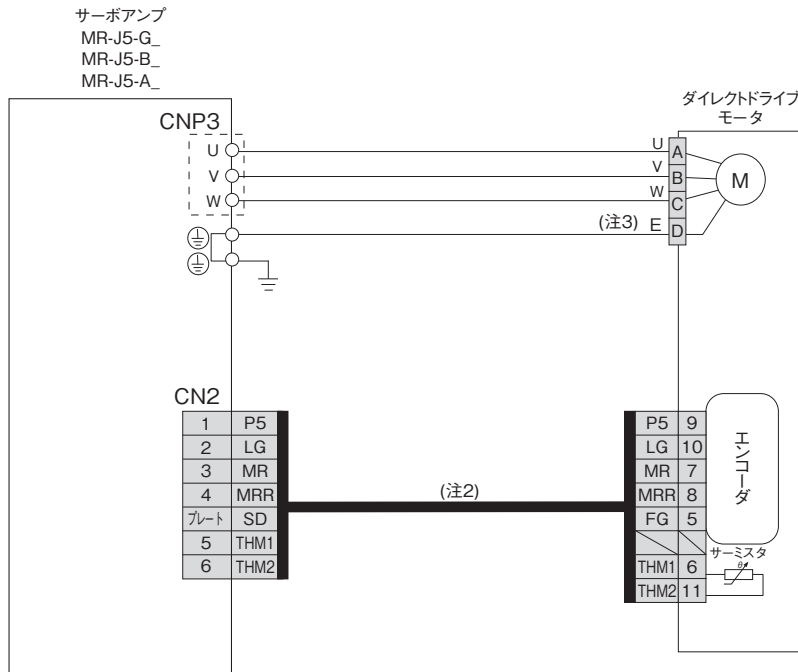 サーボアンプ
MR-J5-G_
MR-J5-B_
MR-J5-A_
ダイレクトドライブ
モータ
CNP3
U
V
W
U
V
W
(注3) E
A
B
C
D
M
CN2
1 P5
2 LG
3 MR
4 MRR
プレート SD
5 THM1
6 THM2
(注2)
P5 9
LG 10
MR 7
MRR 8
FG 5
THM1 6
THM2 11
エンコーダ
サーミスタ
θ